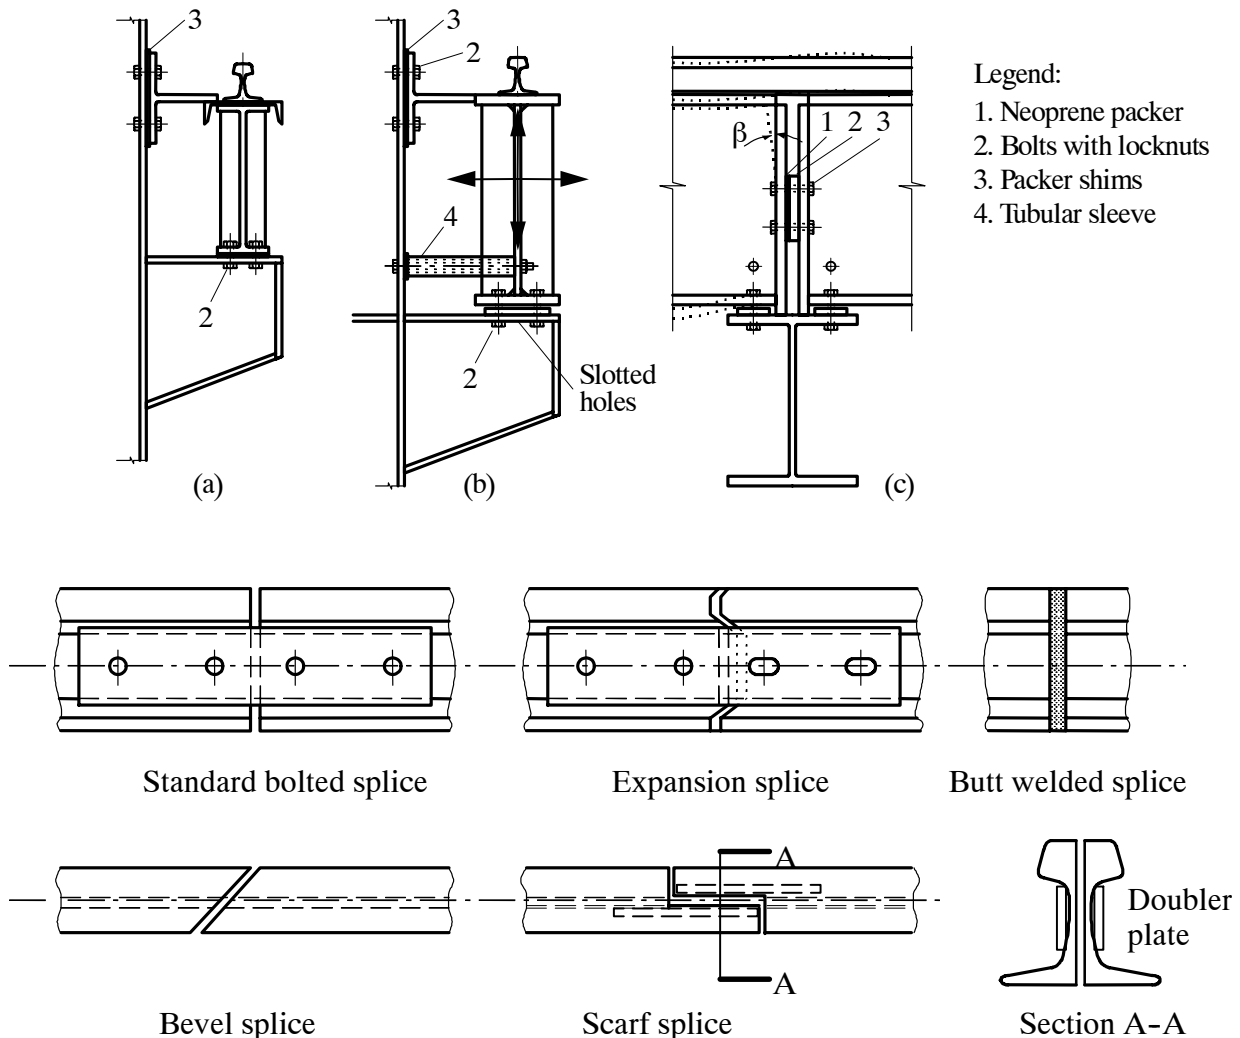 3
2
(a)
3
2
4
2
Slotted
holes
(b)
β
1 2 3
(c)
Legend:
1. Neoprene packer
2. Bolts with locknuts
3. Packer shims
4. Tubular sleeve
Standard bolted splice
Expansion splice
Butt welded splice
Bevel splice
A
A
Scarf splice
Doubler
plate
Section A-A